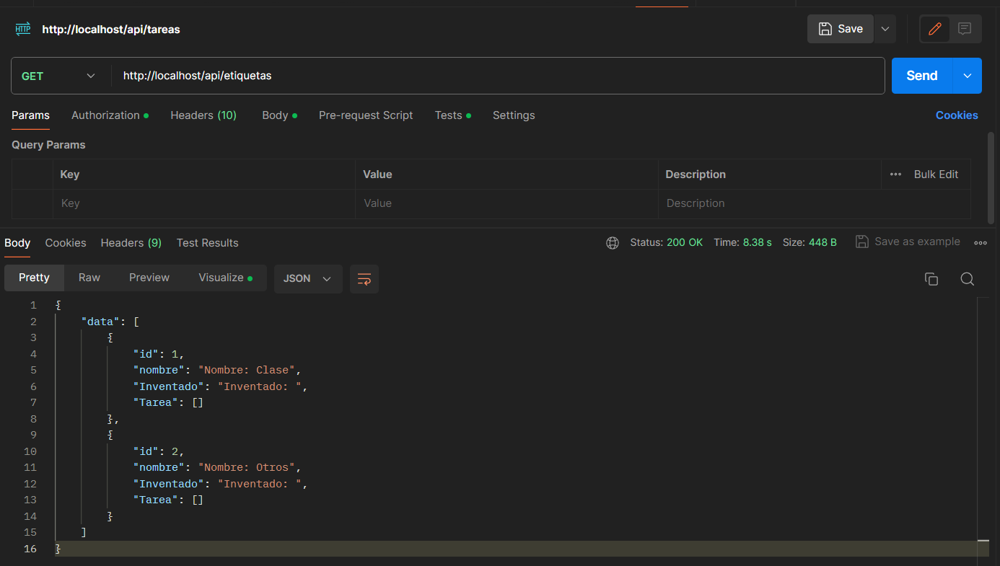 HTTP http://localhost/api/tareas Save
GET http://localhost/api/etiquetas Send
Params Authorization Headers (10) Body Pre-request Script Tests Settings Cookies
Query Params
Key Value Description Bulk Edit
Key Value Description
Body Cookies Headers (9) Test Results Status: 200 OK Time: 8.38 s Size: 448 B Save as example
Pretty Raw Preview Visualize JSON
1 {
2 "data": [
3 {
4 "id": 1,
5 "nombre": "Nombre: Clase",
6 "Inventado": "Inventado: ",
7 "Tarea": []
8 },
9 {
10 "id": 2,
11 "nombre": "Nombre: Otros",
12 "Inventado": "Inventado: ",
13 "Tarea": []
14 }
15 ]
16 }